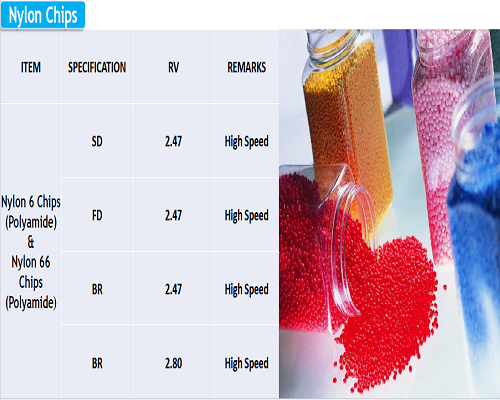 Nylon Chips
ITEM SPECIFICATION RV REMARKS
SD 2.47 High Speed
Nylon 6 Chips
(Polyamide)
&
Nylon 66
Chips
(Polyamide)
FD 2.47 High Speed
BR 2.47 High Speed
BR 2.80 High Speed